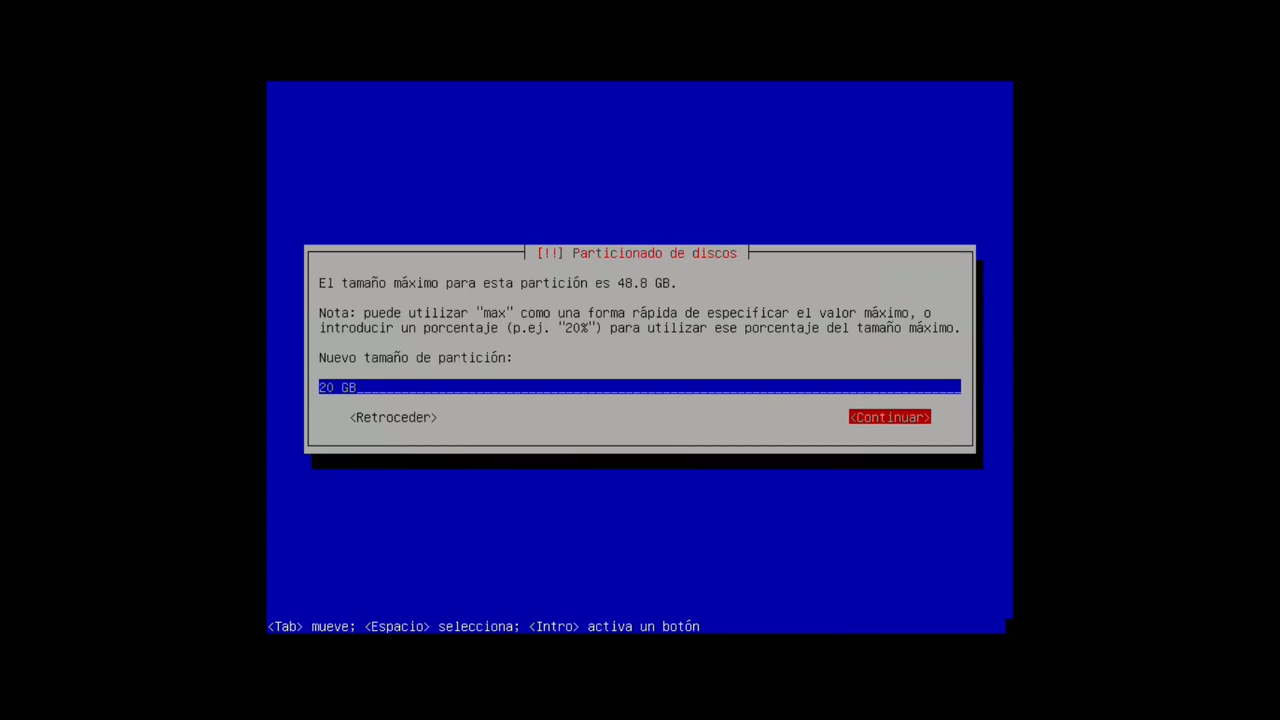 [!!] Particionado de discos
El tamaño máximo para esta partición es 48.8 GB.
Nota: puede utilizar "max" como una forma rápida de especificar el valor máximo, o
introducir un porcentaje (p.ej. "20%") para utilizar ese porcentaje del tamaño máximo.
Nuevo tamaño de partición:
20 GB
<Retroceder> <Continuar>
<Tab> mueve; <Espacio> selecciona; <Intro> activa un botón